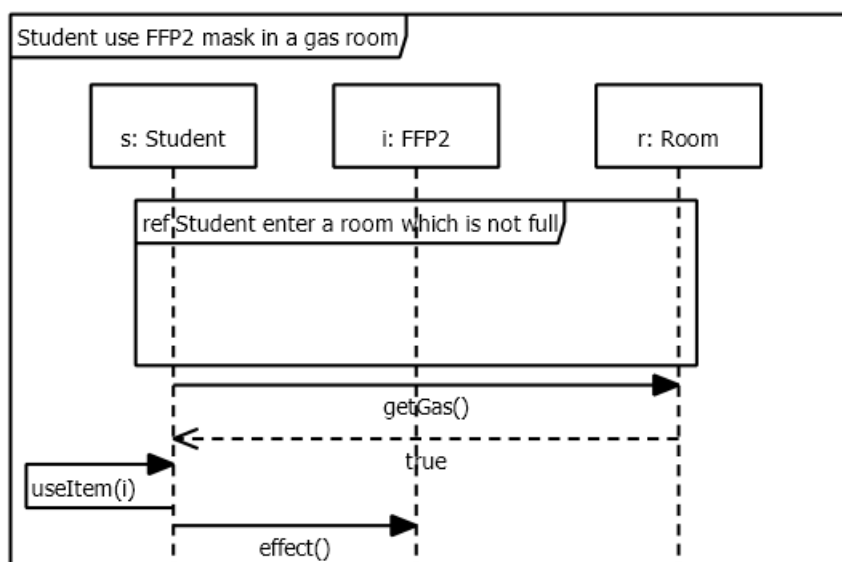 Student use FFP2 mask in a gas room
s: Student
i: FFP2
r: Room
ref Student enter a room which is not full
getGas()
true
useItem(i)
effect()